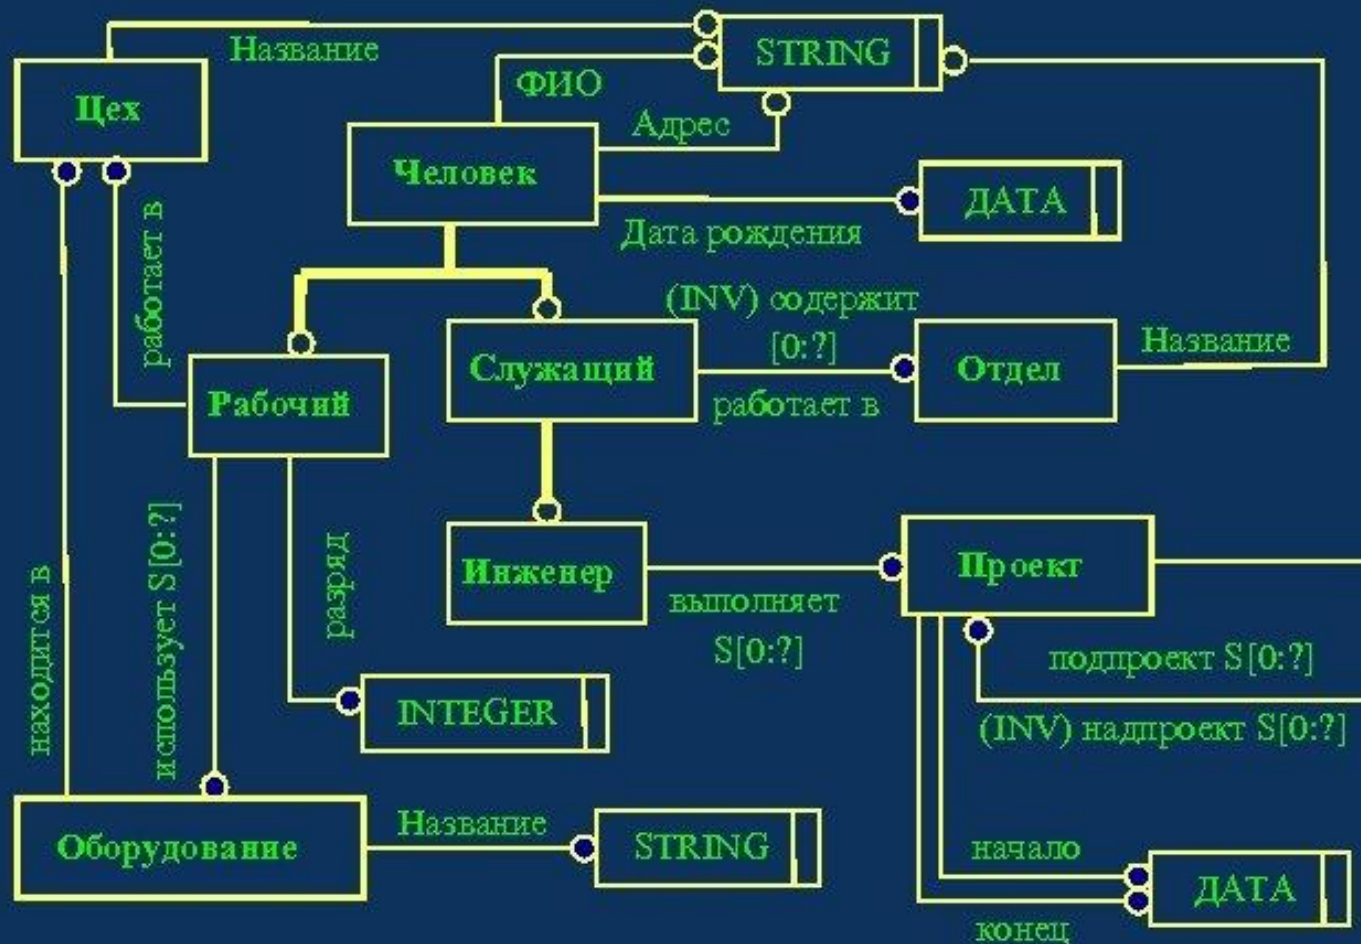 Название
STRING
ФИО
Цех
Адрес
Человек
ДАТА
Дата рождения
работает в
(INV) содержит
[0:?]
Служащий
Отдел
Название
работает в
Рабочий
находится в
использует S[0:?]
разряд
Инженер
выполняет
S[0:?]
Проект
подпроект S[0:?]
(INV) надпроект S[0:?]
INTEGER
Оборудование
Название
STRING
начало
ДАТА
конец